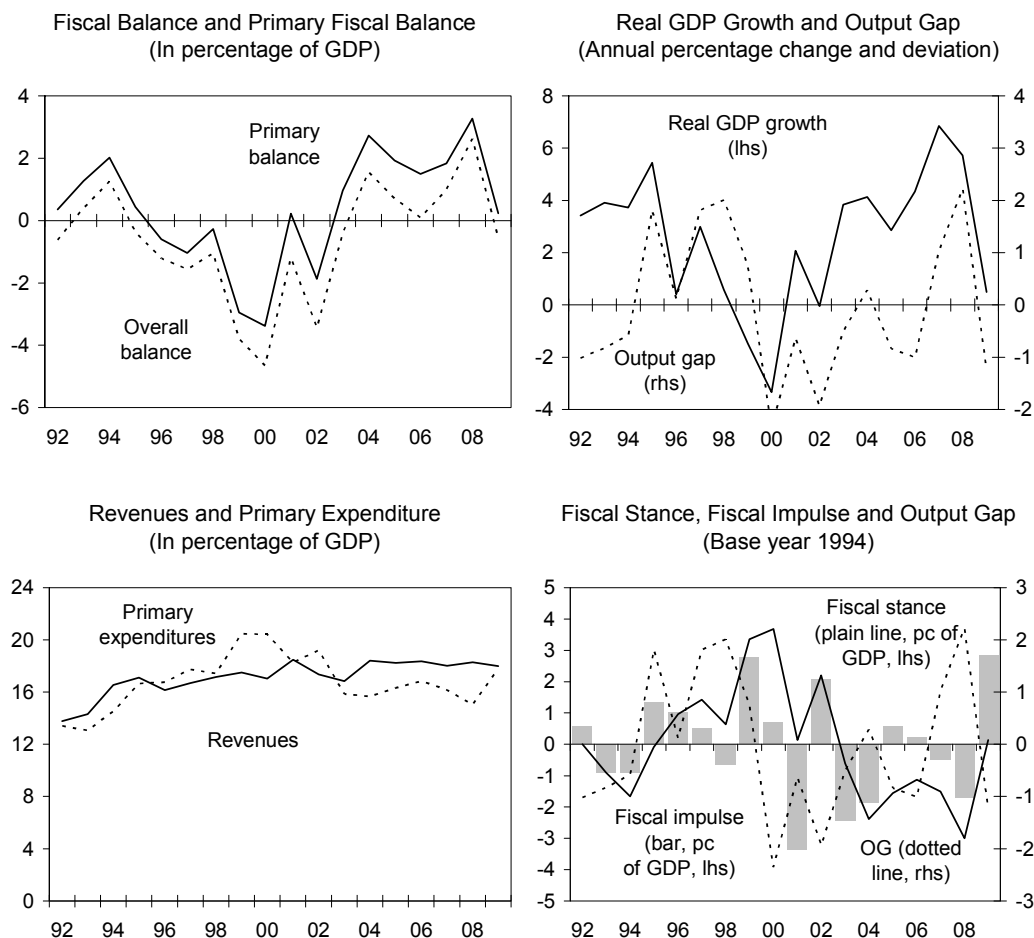 Fiscal Balance and Primary Fiscal Balance
(In percentage of GDP)
4
2
0
-2
-4
-6
Primary
balance
Overall
balance
92 94 96 98 00 02 04 06 08
Real GDP Growth and Output Gap
(Annual percentage change and deviation)
8
6
4
2
0
-2
-4
Real GDP growth
(lhs)
Output gap
(rhs)
4
3
2
1
0
-1
-2
92 94 96 98 00 02 04 06 08
Revenues and Primary Expenditure
(In percentage of GDP)
24
20
16
12
8
4
0
Primary
expenditures
Revenues
92 94 96 98 00 02 04 06 08
Fiscal Stance, Fiscal Impulse and Output Gap
(Base year 1994)
5
4
3
2
1
0
-1
-2
-3
-4
-5
Fiscal stance
(plain line, pc of
GDP, lhs)
Fiscal impulse
(bar, pc
of GDP, lhs)
OG (dotted
line, rhs)
3
2
1
0
-1
-2
-3
92 94 96 98 00 02 04 06 08